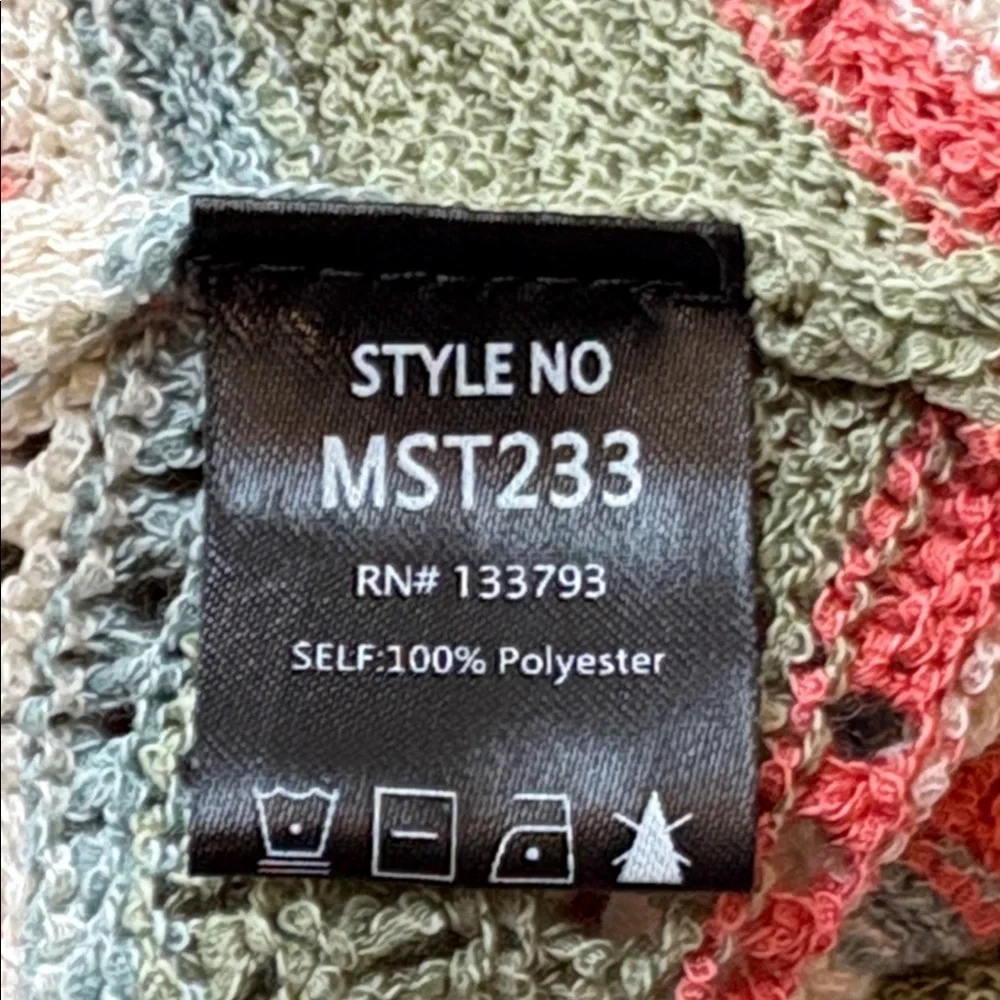 STYLE NO
MST233
RN# 133793
SELF:100% Polyester